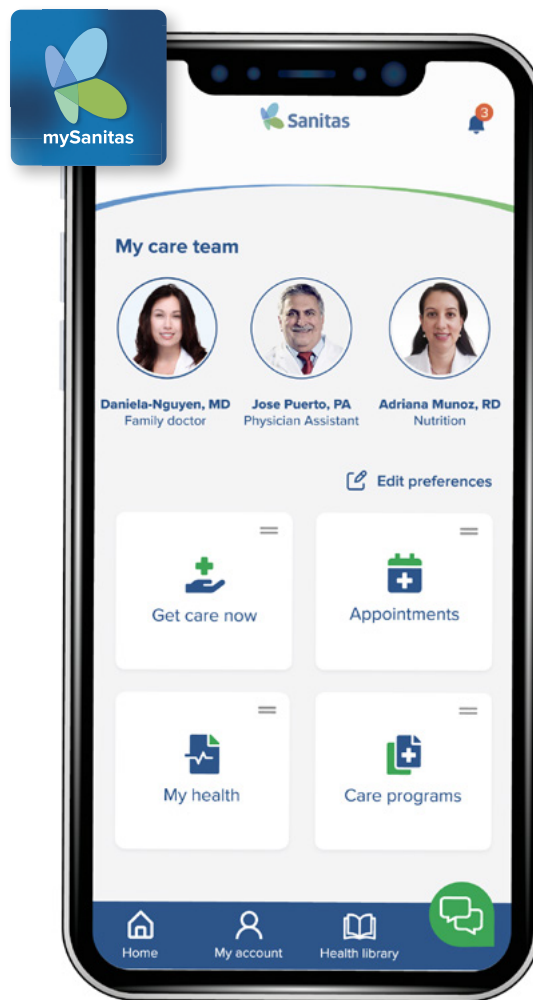 mySanitas
Sanitas
3
My care team
Daniela-Nguyen, MD
Family doctor
Jose Puerto, PA
Physician Assistant
Adriana Munoz, RD
Nutrition
Edit preferences
Get care now
Appointments
My health
Care programs
Home
My account
Health library